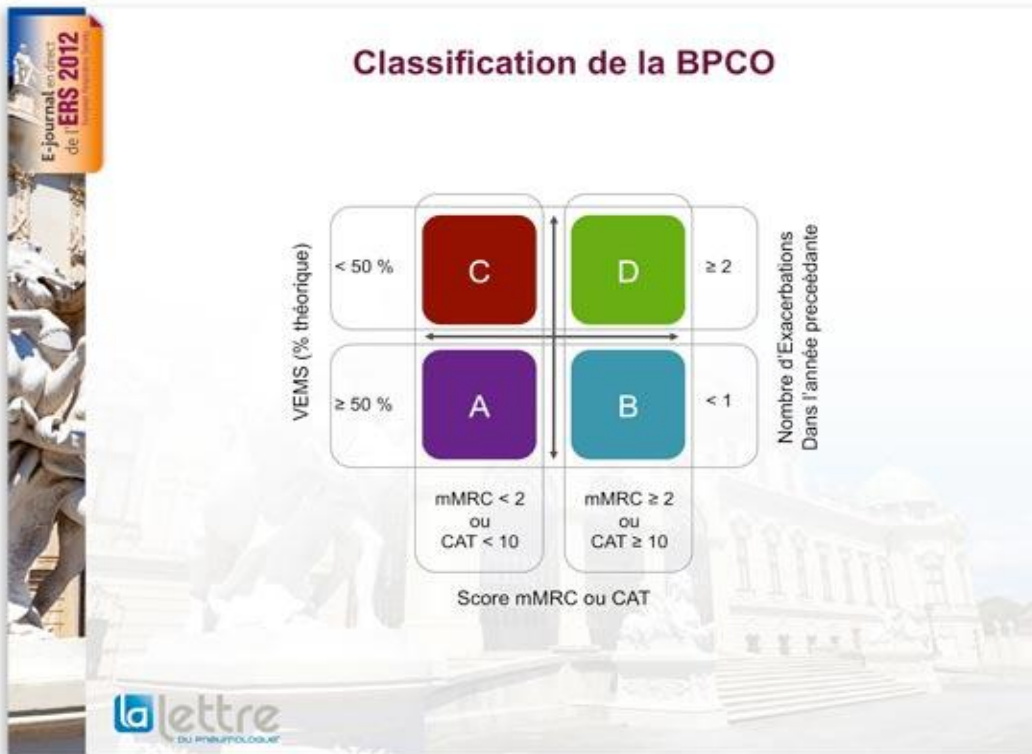 E-journal en direct
de l'ERS 2012
Classification de la BPCO
VEMS (% théorique)
< 50 %
C
D
≥ 2
≥ 50 %
A
B
< 1
Nombre d'Exacerbations
Dans l'année preceédante
mMRC < 2
ou
CAT < 10
mMRC ≥ 2
ou
CAT ≥ 10
Score mMRC ou CAT
la lettre
DU PNEUMOLOGUE